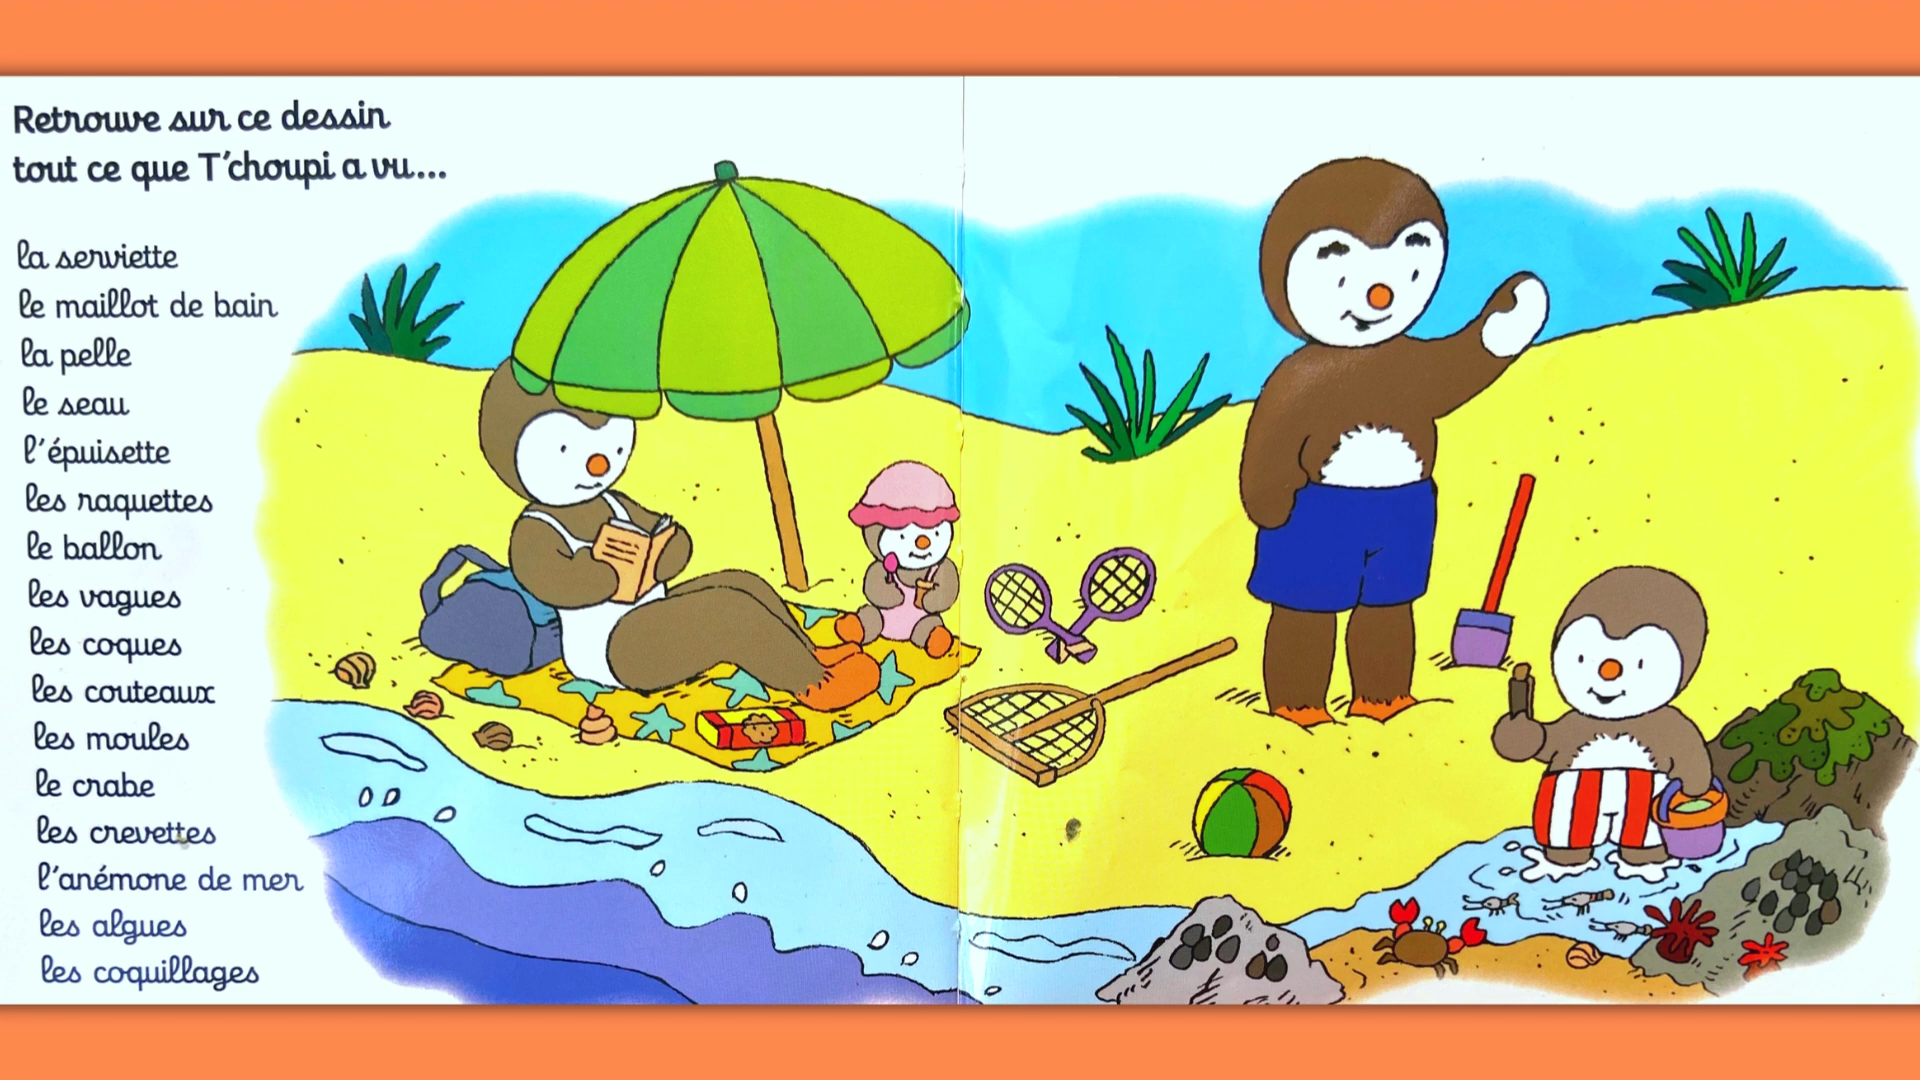 Retrouve sur ce dessin
tout ce que T'choupi a vu...
la serviette
le maillot de bain
la pelle
le seau
l'épuisette
les raquettes
le ballon
les vagues
les coques
les couteaux
les moules
le crabe
les crevettes
l'anémone de mer
les algues
les coquillages